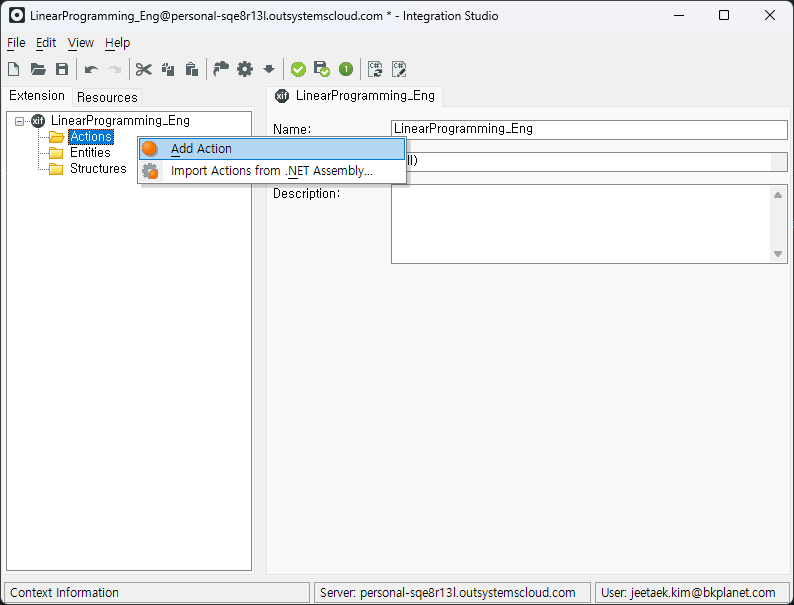 LinearProgramming_Eng@personal-sqe8r13l.outsystemscloud.com * - Integration Studio
File Edit View Help
Extension Resources
xif LinearProgramming_Eng
xif LinearProgramming_Eng
Actions
Entities
Structures
Add Action
Import Actions from .NET Assembly...
Name: LinearProgramming_Eng
ll)
Description:
Context Information
Server: personal-sqe8r13l.outsystemscloud.com
User: jeetaek.kim@bkplanet.com